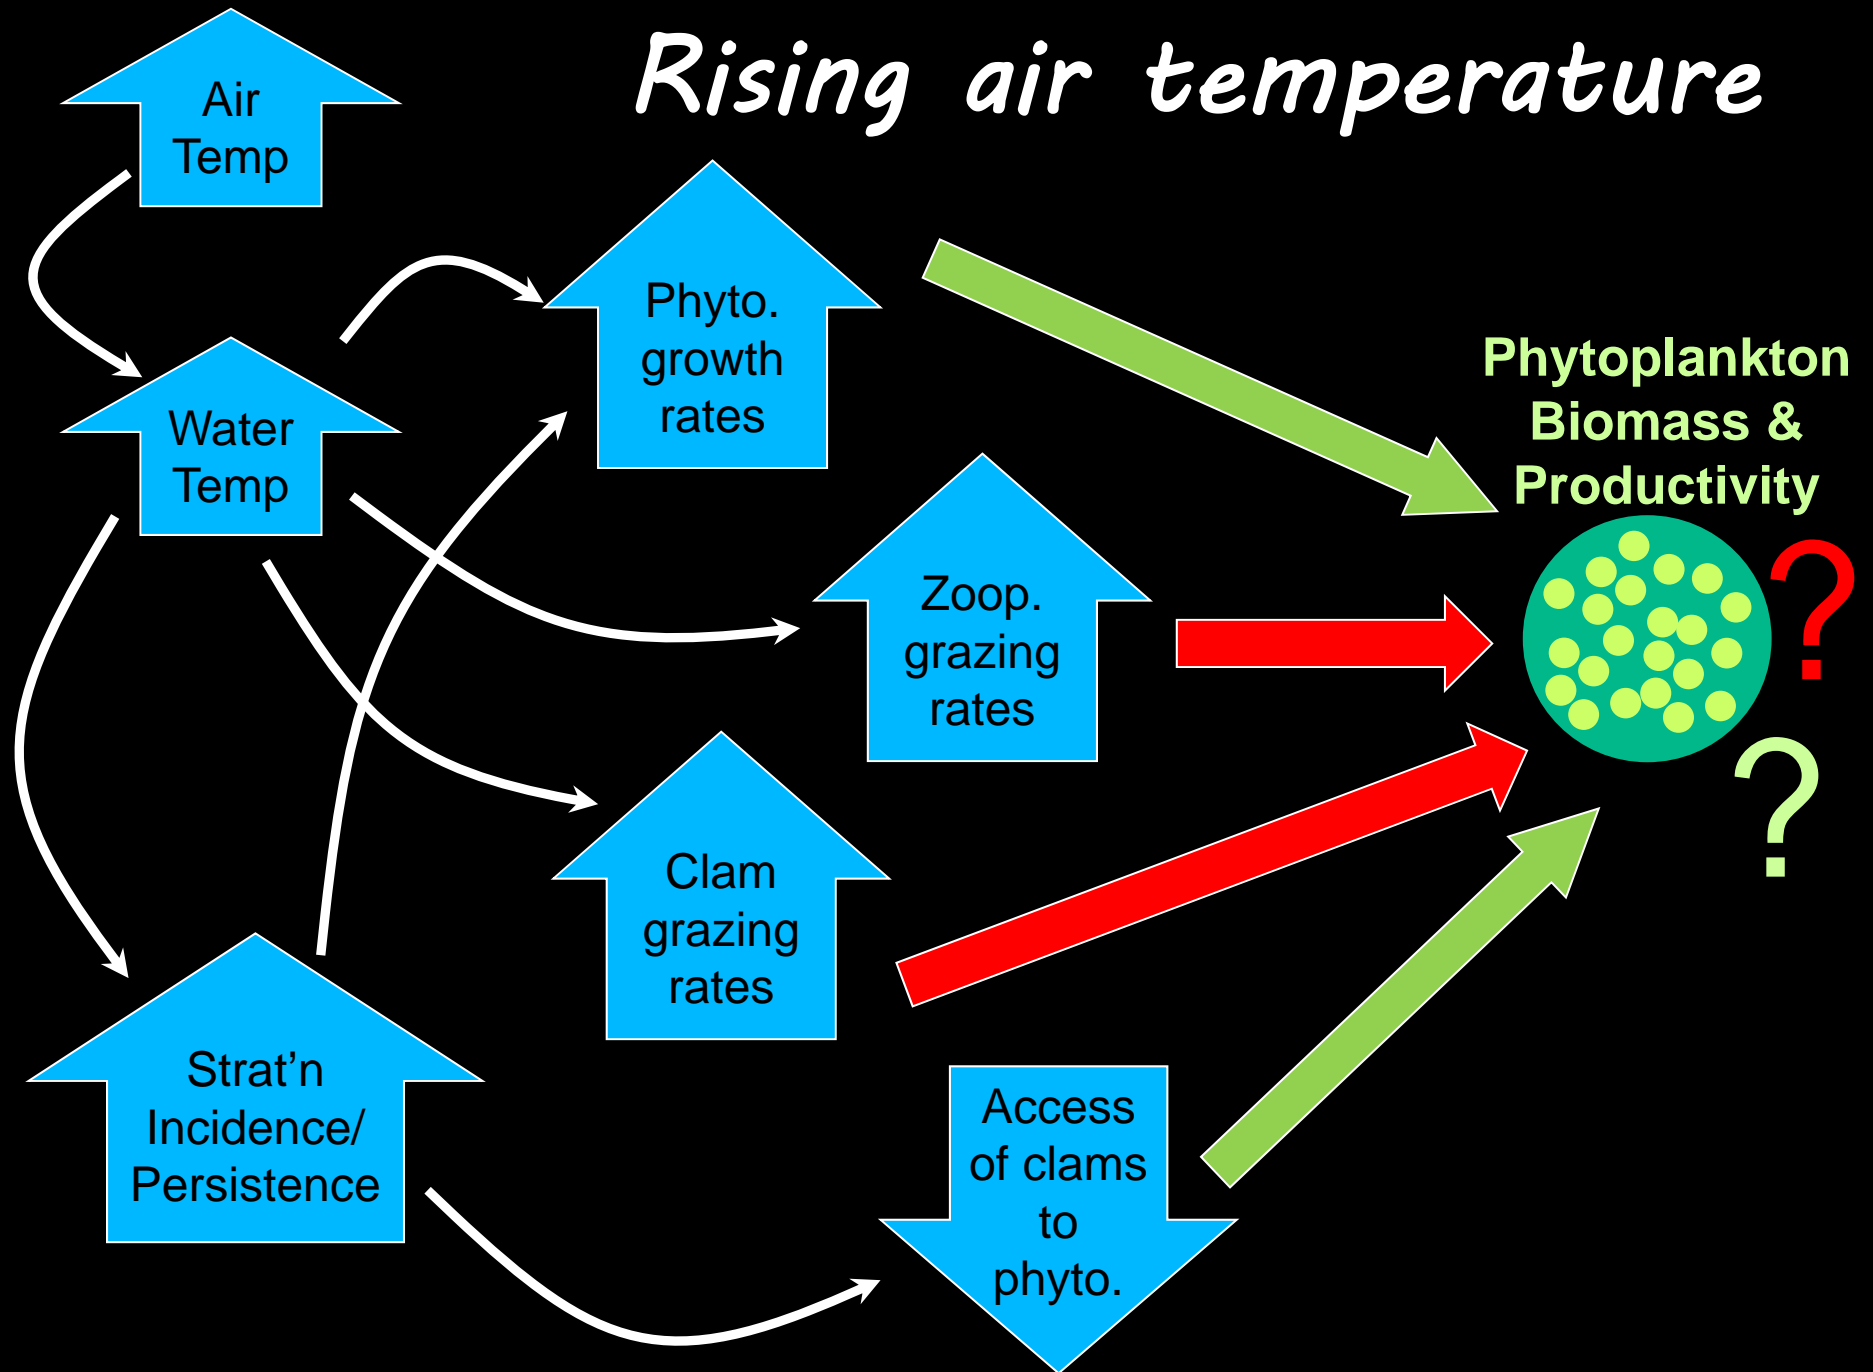 Rising air temperature
Air
Temp
Water
Temp
Phyto.
growth
rates
Zoop.
grazing
rates
Clam
grazing
rates
Strat’n
Incidence/
Persistence
Access
of clams
to
phyto.
Phytoplankton
Biomass &
Productivity
?
?